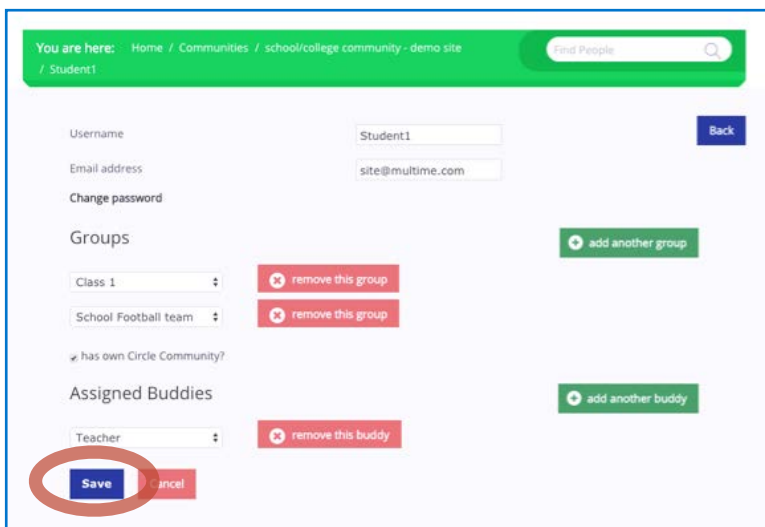 You are here: Home / Communities / school/college community - demo site
/ Student1
Find People
Username
Student1
Back
Email address
site@multime.com
Change password
Groups
add another group
Class 1
remove this group
School Football team
remove this group
has own Circle Community?
Assigned Buddies
add another buddy
Teacher
remove this buddy
Save
Cancel